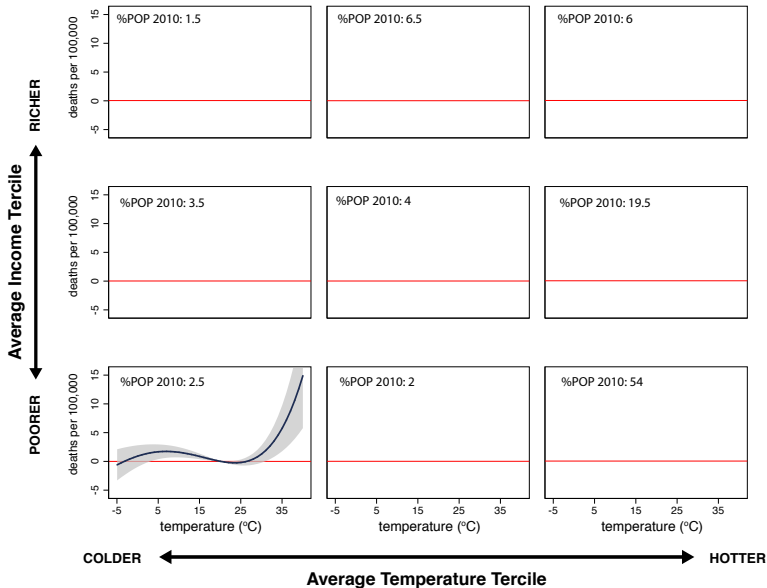 %POP 2010: 1.5
%POP 2010: 6.5
%POP 2010: 6
deaths per 100,000
15
10
5
0
-5
RICHER
%POP 2010: 3.5
%POP 2010: 4
%POP 2010: 19.5
deaths per 100,000
15
10
5
0
-5
Average Income Tercile
%POP 2010: 2.5
%POP 2010: 2
%POP 2010: 54
deaths per 100,000
15
10
5
0
-5
POORER
-5 5 15 25 35 -5 5 15 25 35 -5 5 15 25 35
temperature (°C) temperature (°C) temperature (°C)
COLDER HOTTER
Average Temperature Tercile